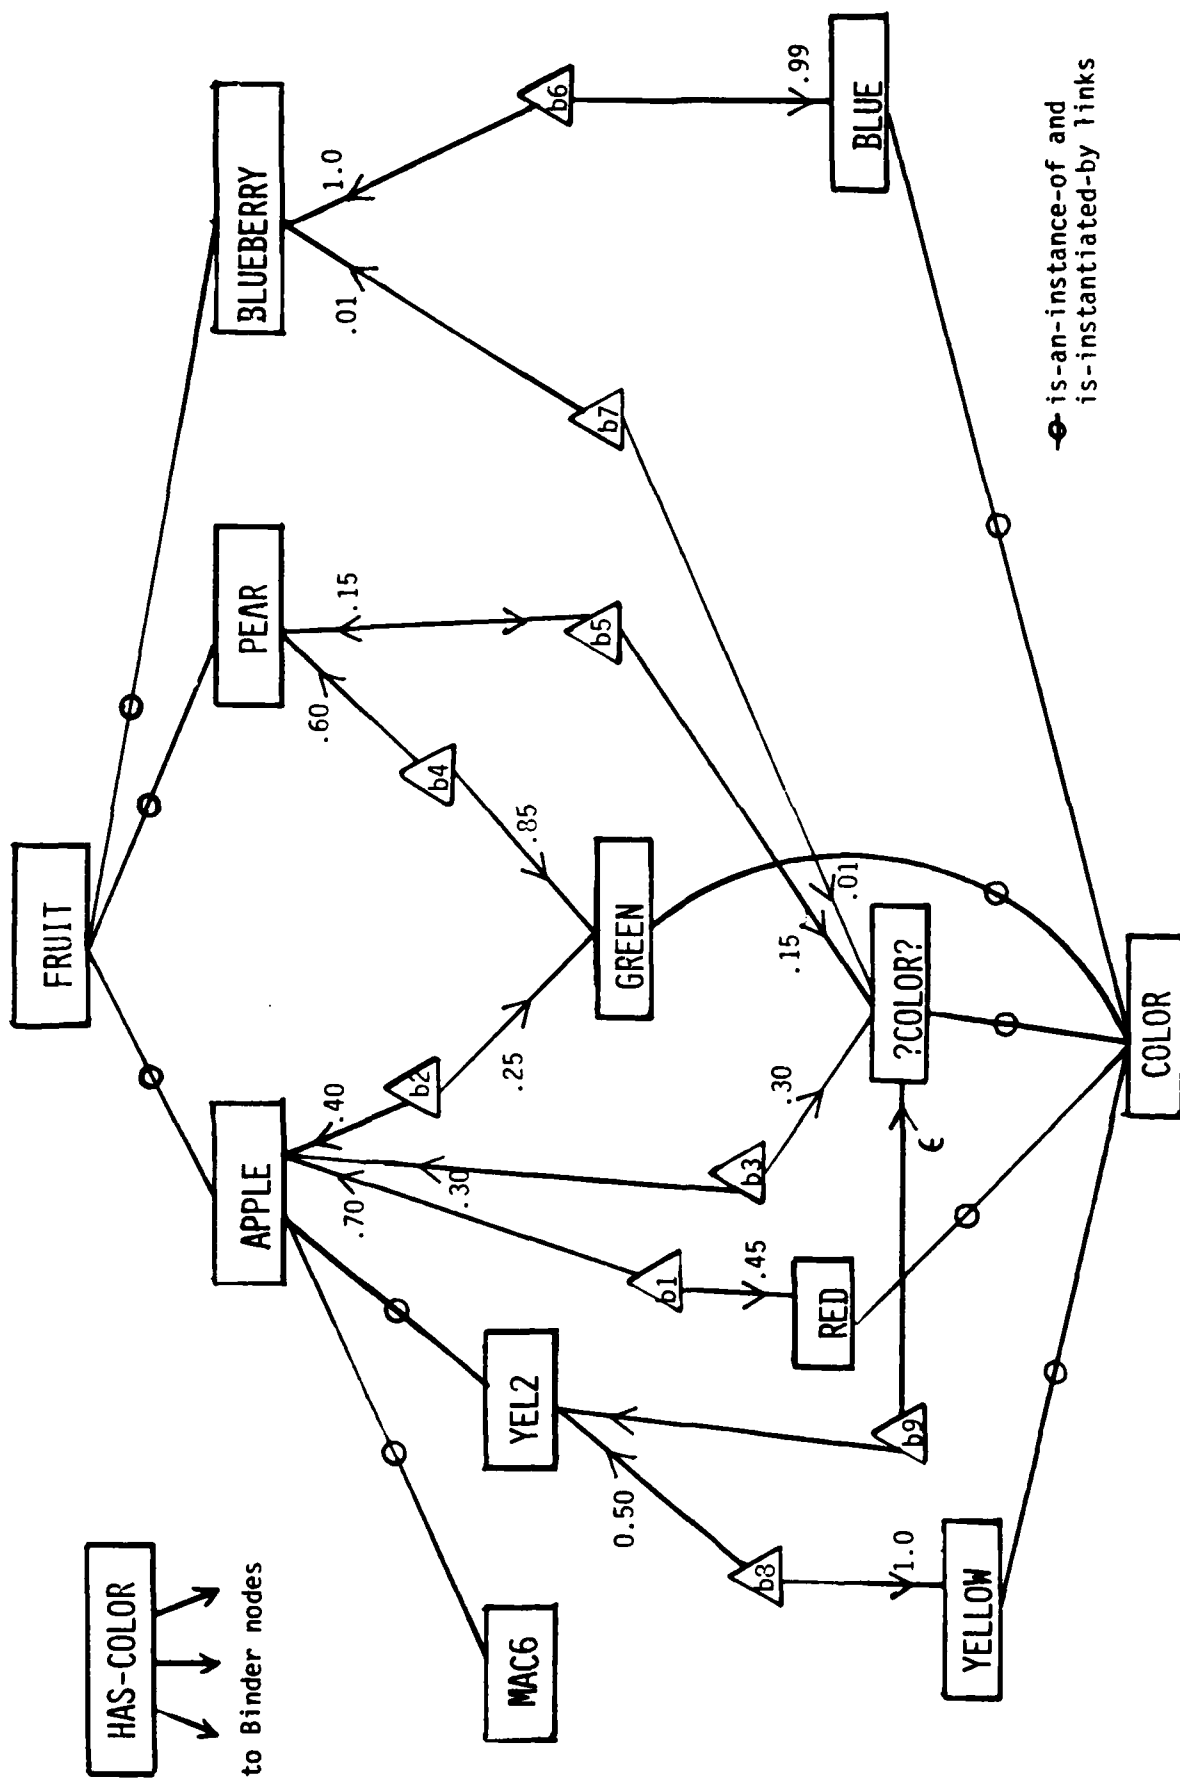 HAS-COLOR
to Binder nodes
FRUIT
APPLE
PEAR
BLUEBERRY
MAC6
YEL2
GREEN
RED
YELLOW
?COLOR?
BLUE
COLOR
b1
b2
b3
b4
b5
b6
b7
b8
b9
.70
.30
.40
.60
.15
.01
1.0
0.50
.45
.25
.85
.30
.15
.01
.99
1.0
ϵ
is-an-instance-of and
is-instantiated-by links